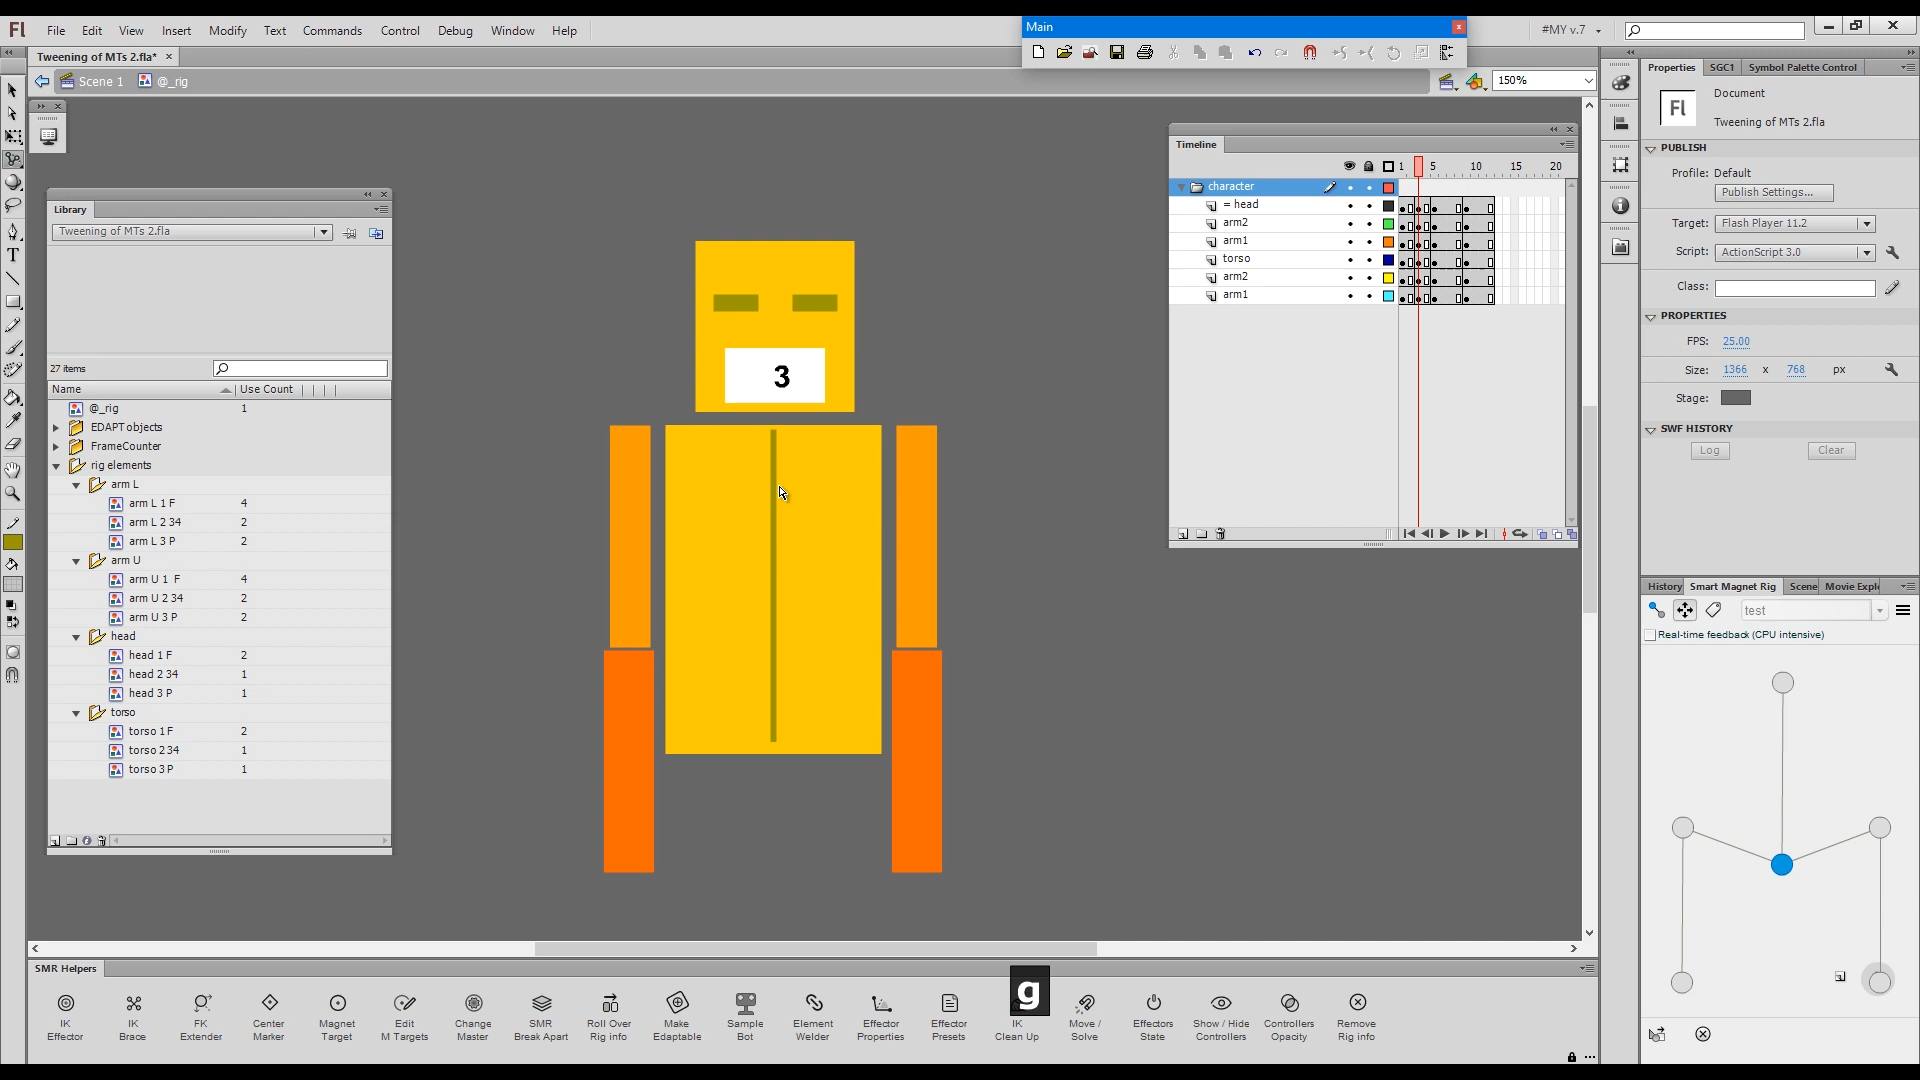 Fl File Edit View Insert Modify Text Commands Control Debug Window Help
Main
#MY v.7
Tweening of MTs 2.fla*
Scene 1 @_rig
150%
Library
Tweening of MTs 2.fla
27 items
Name Use Count
@_rig 1
EDAPT objects
FrameCounter
rig elements
arm L
arm L 1 F 4
arm L 2 34 2
arm L 3 P 2
arm U
arm U 1 F 4
arm U 2 34 2
arm U 3 P 2
head
head 1 F 2
head 2 34 1
head 3 P 1
torso
torso 1 F 2
torso 2 34 1
torso 3 P 1
3
Timeline
1 5 10 15 20
character
= head
arm2
arm1
torso
arm2
arm1
Properties SGC1 Symbol Palette Control
Fl
Document
Tweening of MTs 2.fla
PUBLISH
Profile: Default
Publish Settings...
Target: Flash Player 11.2
Script: ActionScript 3.0
Class:
PROPERTIES
FPS: 25.00
Size: 1366 x 768 px
Stage:
SWF HISTORY
Log Clear
History Smart Magnet Rig Scene Movie Expl
test
Real-time feedback (CPU intensive)
SMR Helpers
g
IK Effector
IK Brace
FK Extender
Center Marker
Magnet Target
Edit M Targets
Change Master
SMR Break Apart
Roll Over Rig info
Make Adaptable
Sample Bot
Element Welder
Effector Properties
Effector Presets
IK Clean Up
Move / Solve
Effectors State
Show / Hide Controllers
Controllers Opacity
Remove Rig info